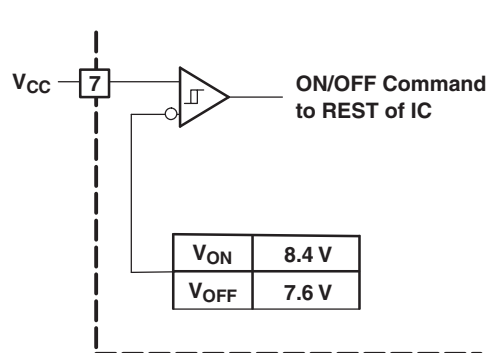 V_CC 7 ON/OFF Command
to REST of IC
V_ON 8.4 V
V_OFF 7.6 V